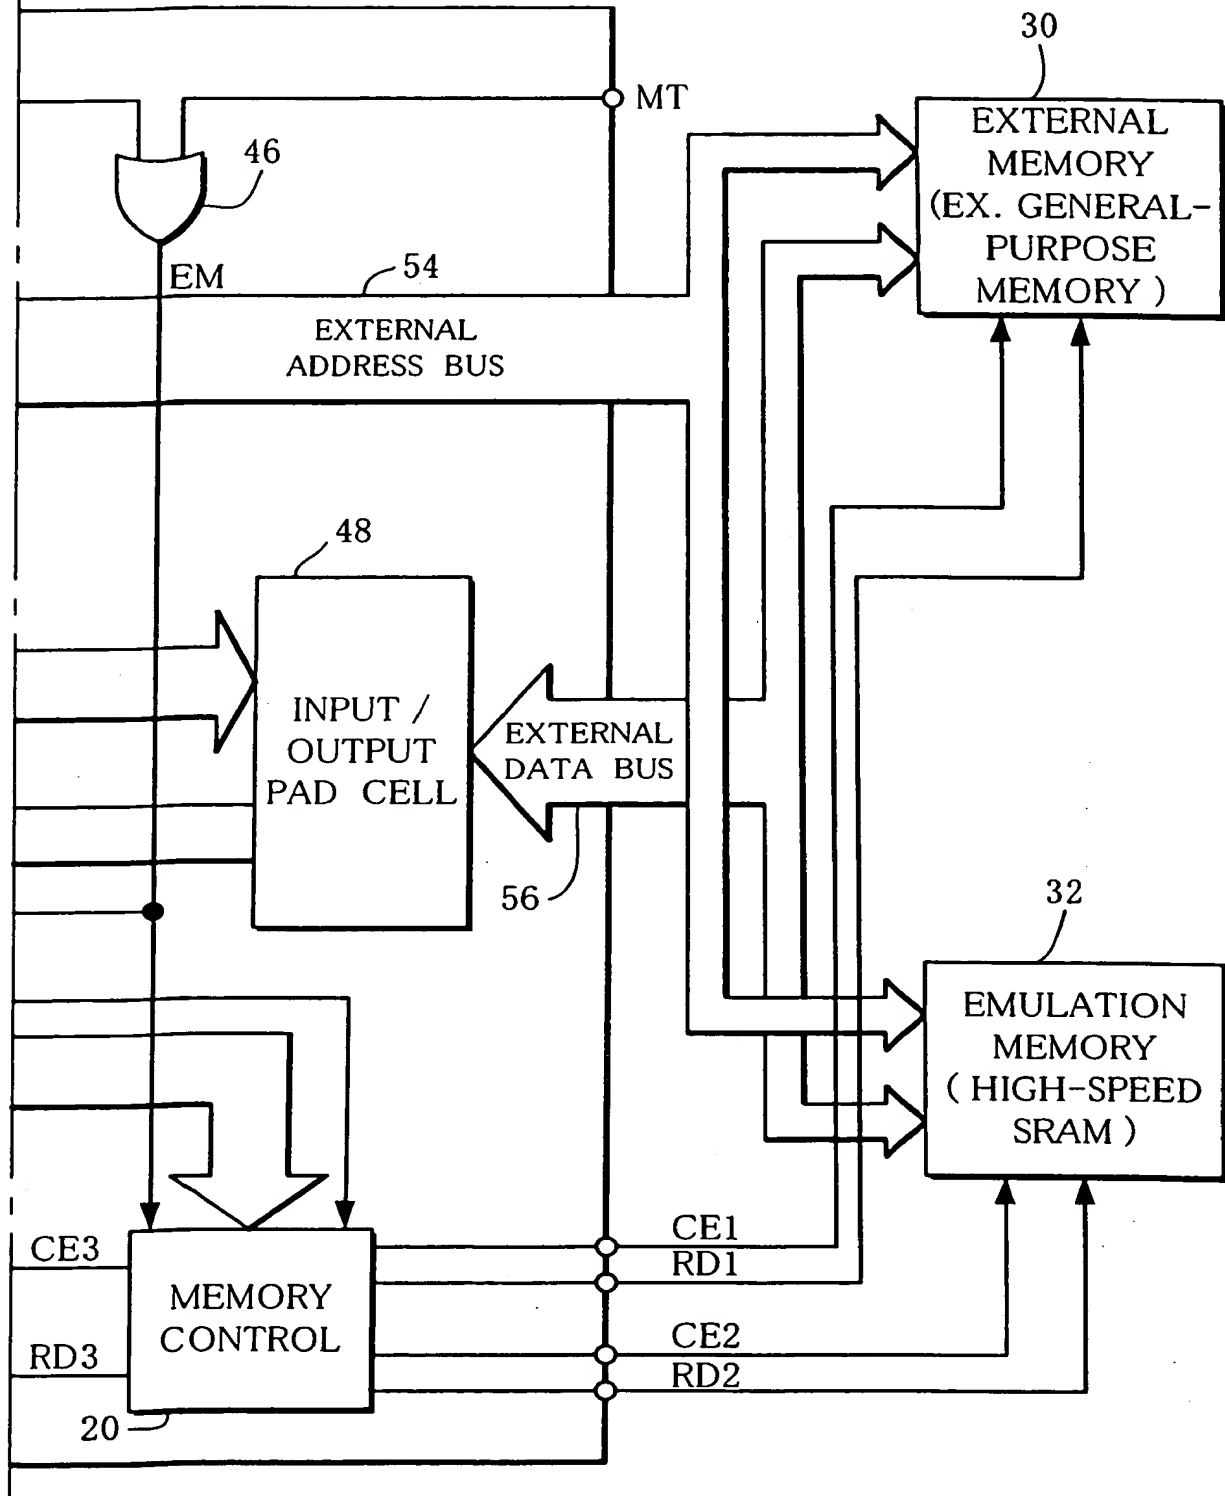 30
MT
EXTERNAL
MEMORY
(EX. GENERAL-
PURPOSE
MEMORY)
46
EM
54
EXTERNAL
ADDRESS BUS
48
INPUT /
OUTPUT
PAD CELL
EXTERNAL
DATA BUS
56
32
EMULATION
MEMORY
(HIGH-SPEED
SRAM)
CE3
MEMORY
CONTROL
RD3
20
CE1
RD1
CE2
RD2